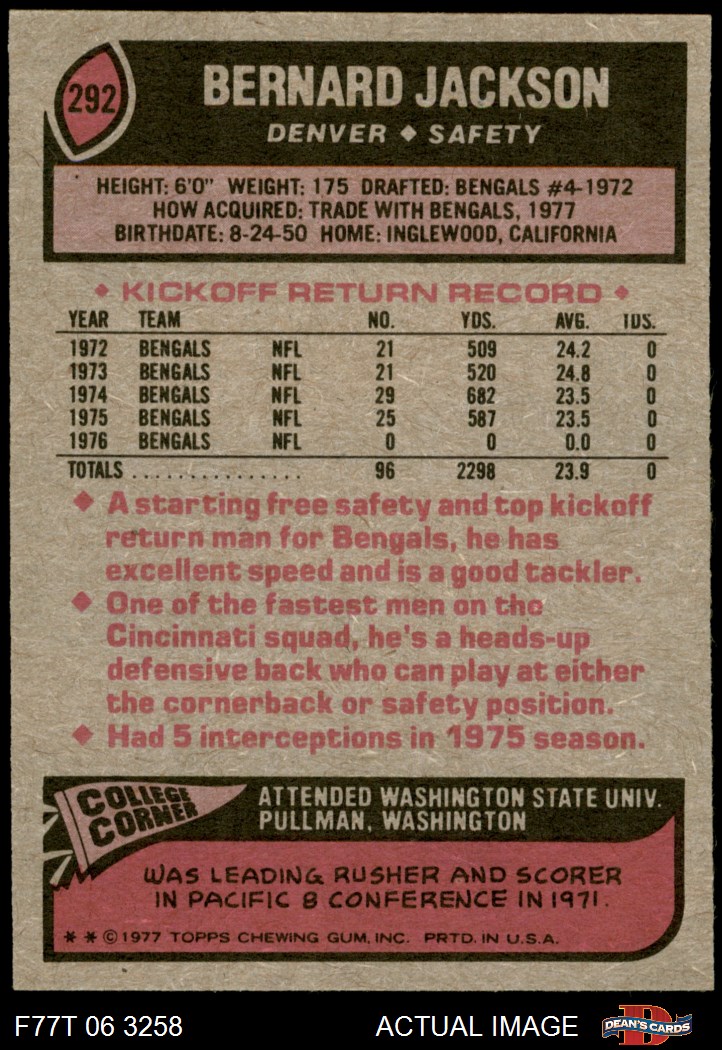 292
BERNARD JACKSON
DENVER ◆ SAFETY
HEIGHT: 6'0" WEIGHT: 175 DRAFTED: BENGALS #4-1972
HOW ACQUIRED: TRADE WITH BENGALS, 1977
BIRTHDATE: 8-24-50 HOME: INGLEWOOD, CALIFORNIA
◆ KICKOFF RETURN RECORD ◆
YEAR TEAM NO. YDS. AVG. TDS.
1972 BENGALS NFL 21 509 24.2 0
1973 BENGALS NFL 21 520 24.8 0
1974 BENGALS NFL 29 682 23.5 0
1975 BENGALS NFL 25 587 23.5 0
1976 BENGALS NFL 0 0 0.0 0
TOTALS ................ 96 2298 23.9 0
◆ A starting free safety and top kickoff
return man for Bengals, he has
excellent speed and is a good tackler.
◆ One of the fastest men on the
Cincinnati squad, he's a heads-up
defensive back who can play at either
the cornerback or safety position.
◆ Had 5 interceptions in 1975 season.
COLLEGE
CORNER
ATTENDED WASHINGTON STATE UNIV.
PULLMAN, WASHINGTON
WAS LEADING RUSHER AND SCORER
IN PACIFIC 8 CONFERENCE IN 1971.
* * © 1977 TOPPS CHEWING GUM, INC. PRTD. IN U.S.A.
F77T 06 3258 ACTUAL IMAGE D DEAN'S CARDS